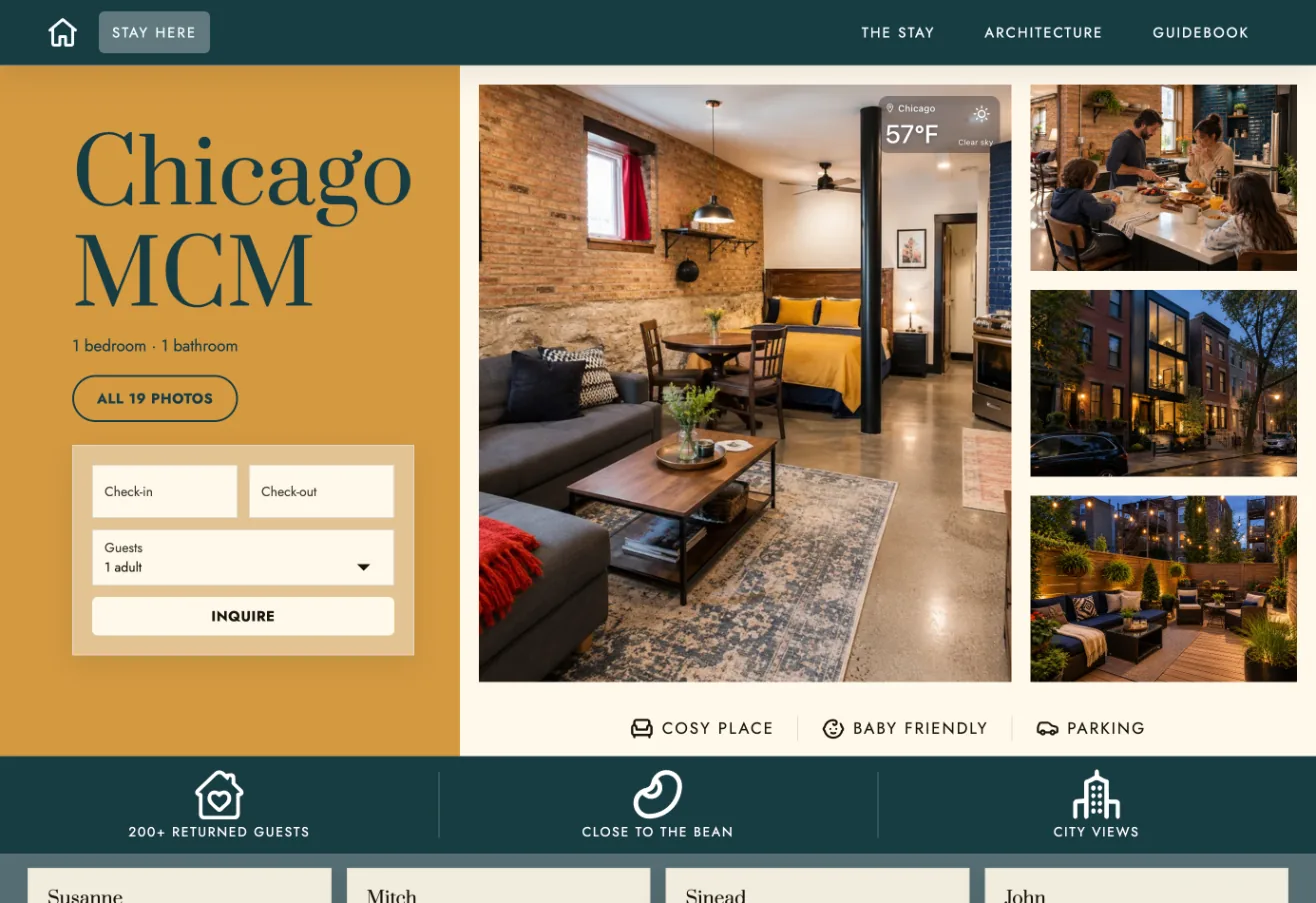 STAY HERE
THE STAY
ARCHITECTURE
GUIDEBOOK
Chicago
MCM
1 bedroom · 1 bathroom
ALL 19 PHOTOS
Check-in
Check-out
Guests
1 adult
INQUIRE
Chicago
57°F
Clear sky
COSY PLACE
BABY FRIENDLY
PARKING
200+ RETURNED GUESTS
CLOSE TO THE BEAN
CITY VIEWS
Susanne
Mitch
Sinead
John